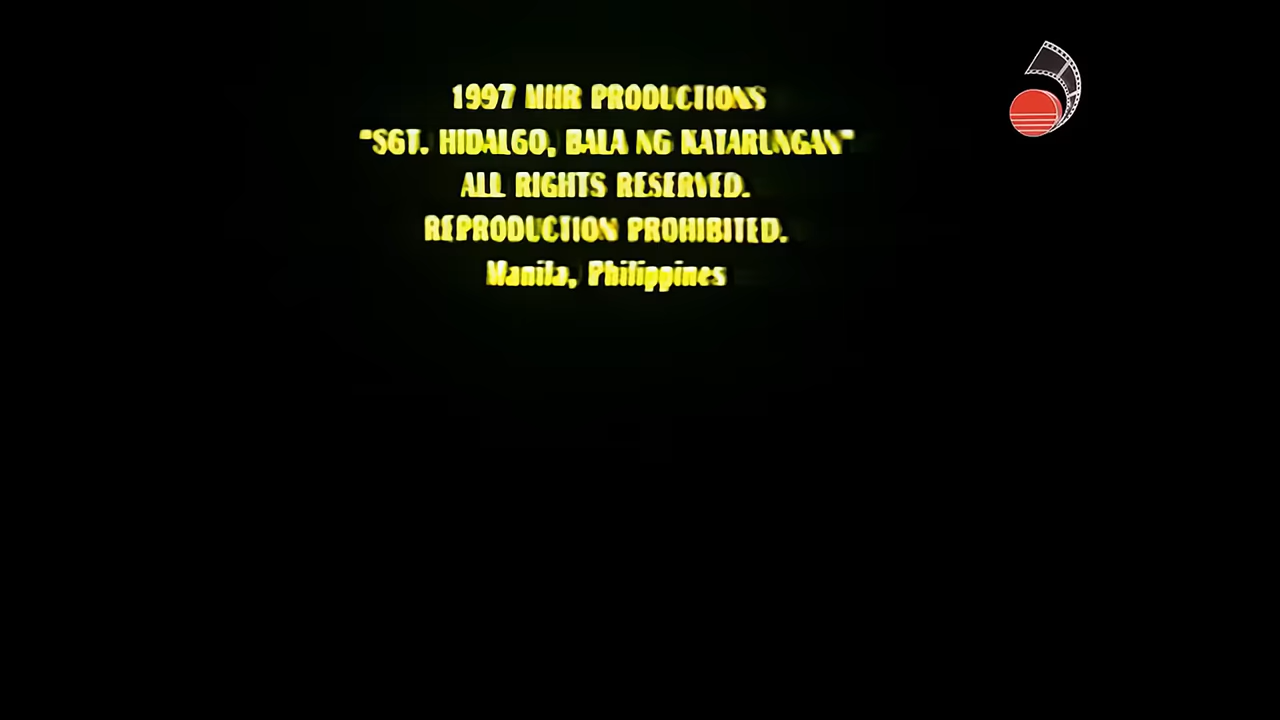 1997 MHR PRODUCTIONS
"SGT. HIDALGO, BALA NG KATARUNGAN"
ALL RIGHTS RESERVED.
REPRODUCTION PROHIBITED.
Manila, Philippines